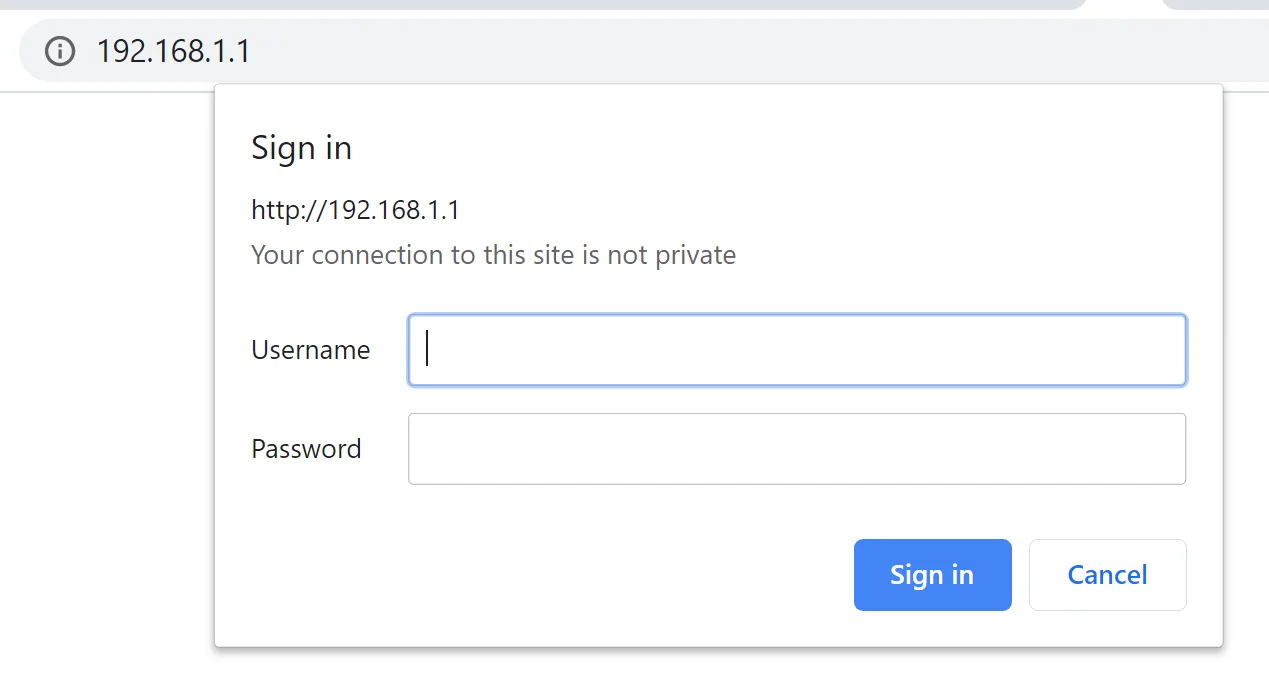 192.168.1.1
Sign in
http://192.168.1.1
Your connection to this site is not private
Username
Password
Sign in
Cancel